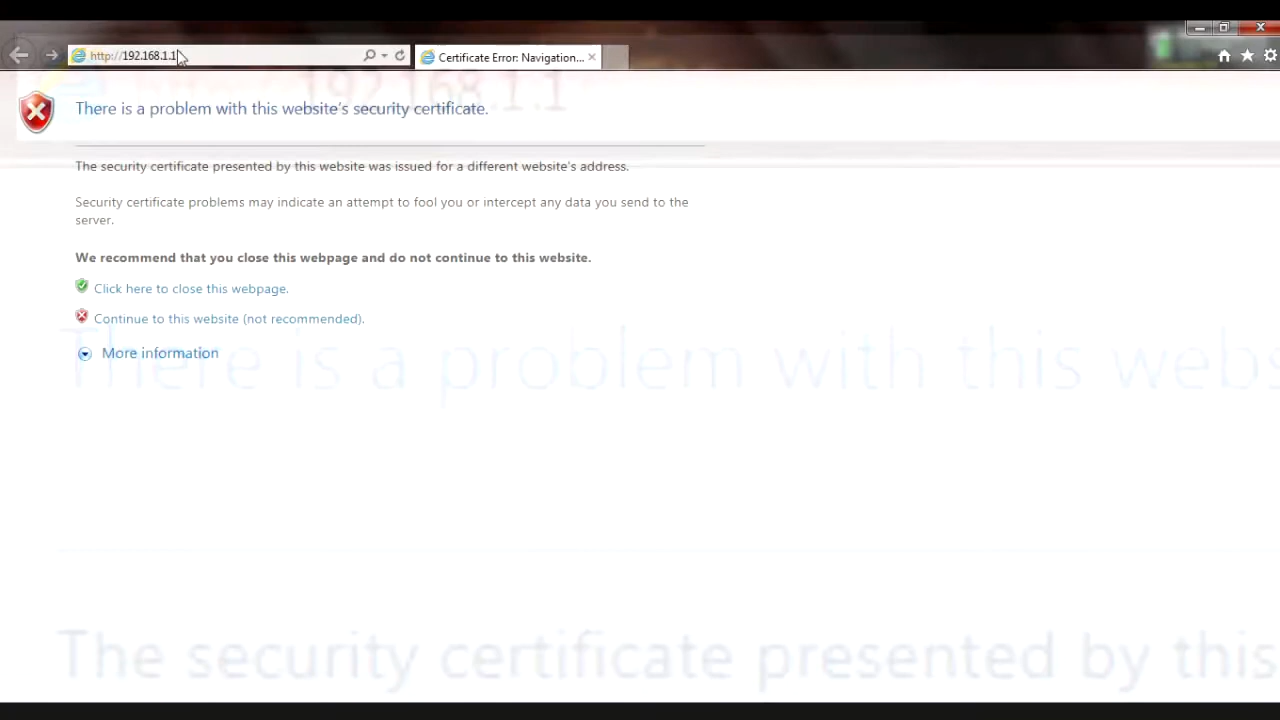 http://192.168.1.1
Certificate Error: Navigation...
192.168.1.1
There is a problem with this website's security certificate.
The security certificate presented by this website was issued for a different website's address.
Security certificate problems may indicate an attempt to fool you or intercept any data you send to the
server.
We recommend that you close this webpage and do not continue to this website.
Click here to close this webpage.
Continue to this website (not recommended).
More information
There is a problem with this webs
The security certificate presented by this